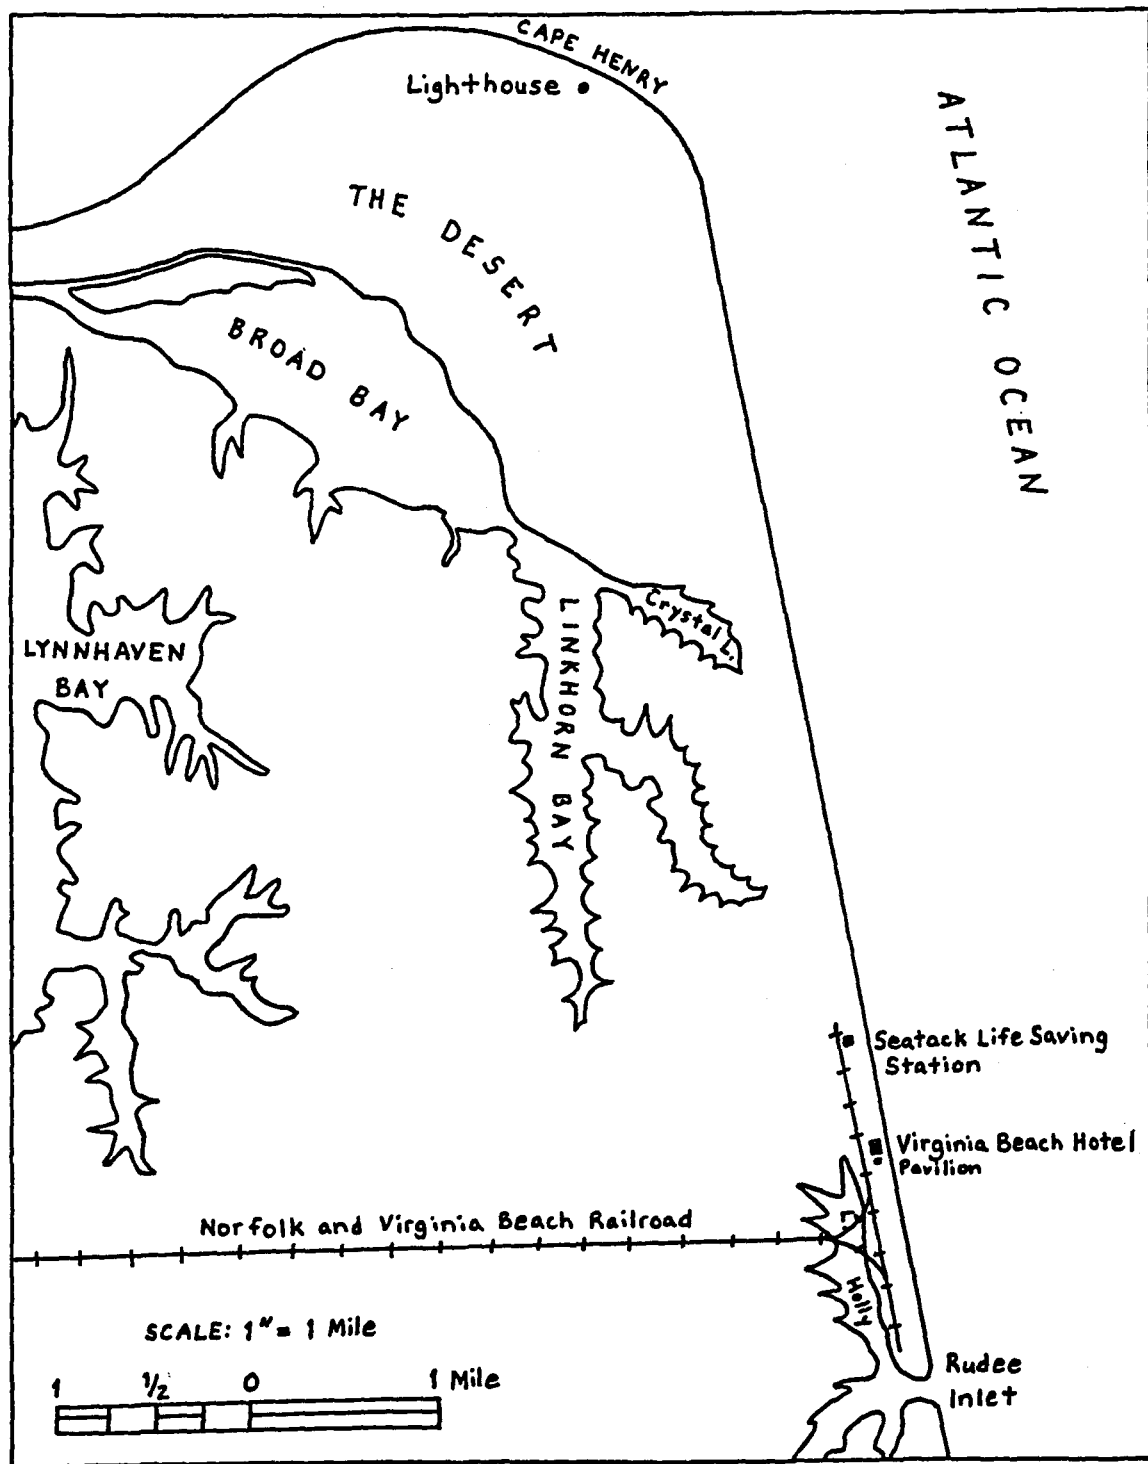 CAPE HENRY
Lighthouse
ATLANTIC OCEAN
THE DESERT
BROAD BAY
Crystal L.
LYNNHAVEN
BAY
LINKHORN BAY
Seatack Life Saving
Station
Virginia Beach Hotel
Pavilion
Norfolk and Virginia Beach Railroad
L.
Holly
SCALE: 1" = 1 Mile
1 1/2 0 1 Mile
Rudee
Inlet